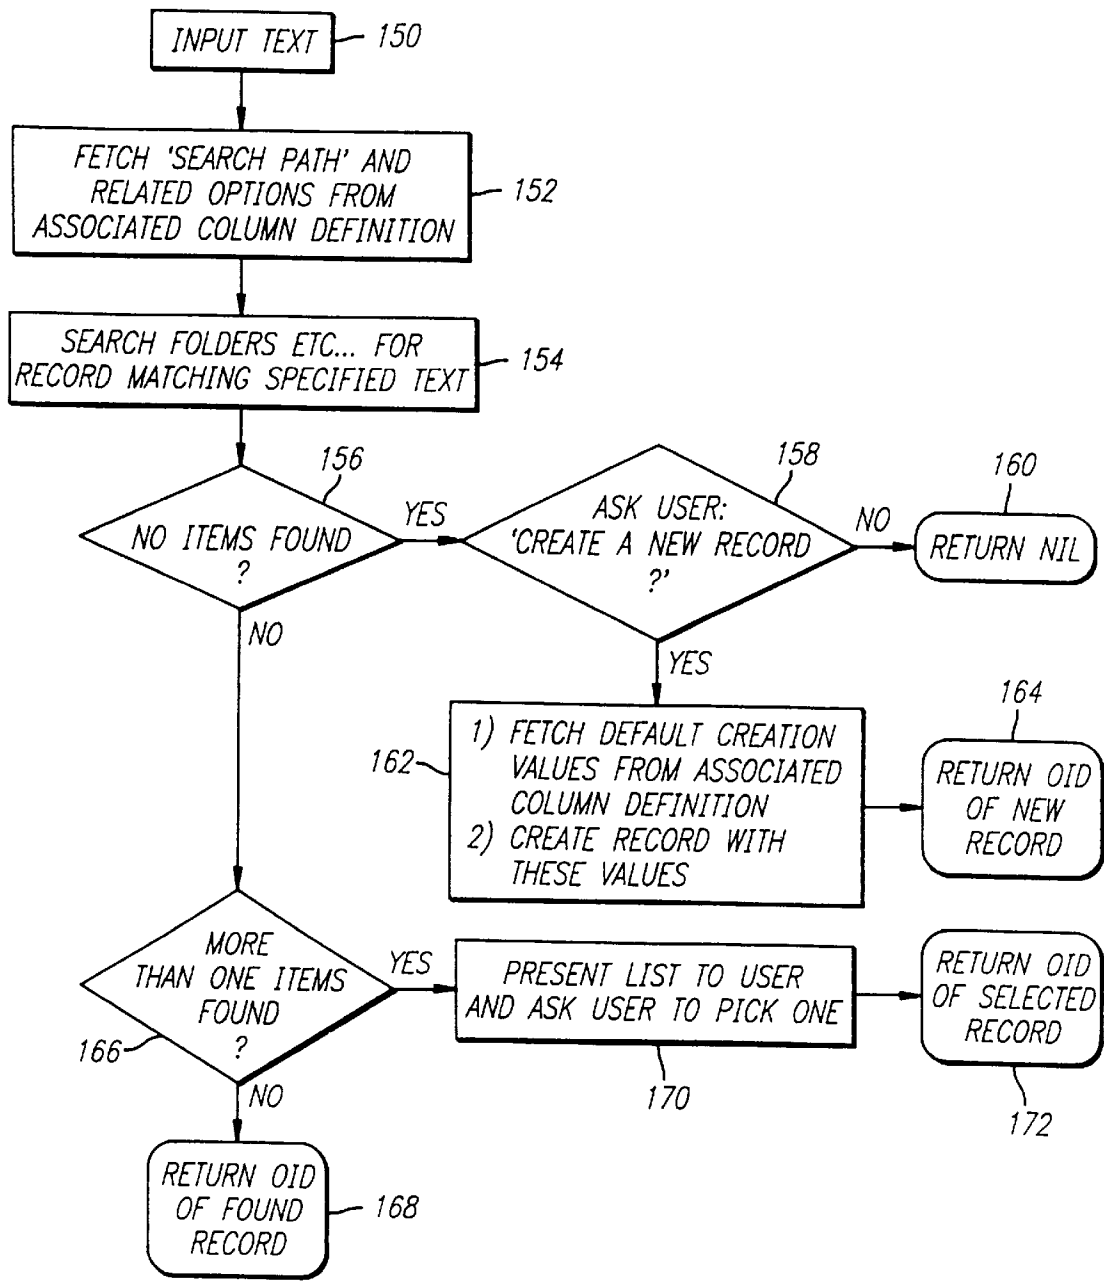 INPUT TEXT
150
FETCH 'SEARCH PATH' AND
RELATED OPTIONS FROM
ASSOCIATED COLUMN DEFINITION
152
SEARCH FOLDERS ETC... FOR
RECORD MATCHING SPECIFIED TEXT
154
156
NO ITEMS FOUND
?
YES
NO
158
ASK USER:
'CREATE A NEW RECORD
?'
NO
YES
160
RETURN NIL
162
1) FETCH DEFAULT CREATION
VALUES FROM ASSOCIATED
COLUMN DEFINITION
2) CREATE RECORD WITH
THESE VALUES
164
RETURN OID
OF NEW
RECORD
MORE
THAN ONE ITEMS
FOUND
?
166
YES
NO
PRESENT LIST TO USER
AND ASK USER TO PICK ONE
170
RETURN OID
OF SELECTED
RECORD
172
RETURN OID
OF FOUND
RECORD
168